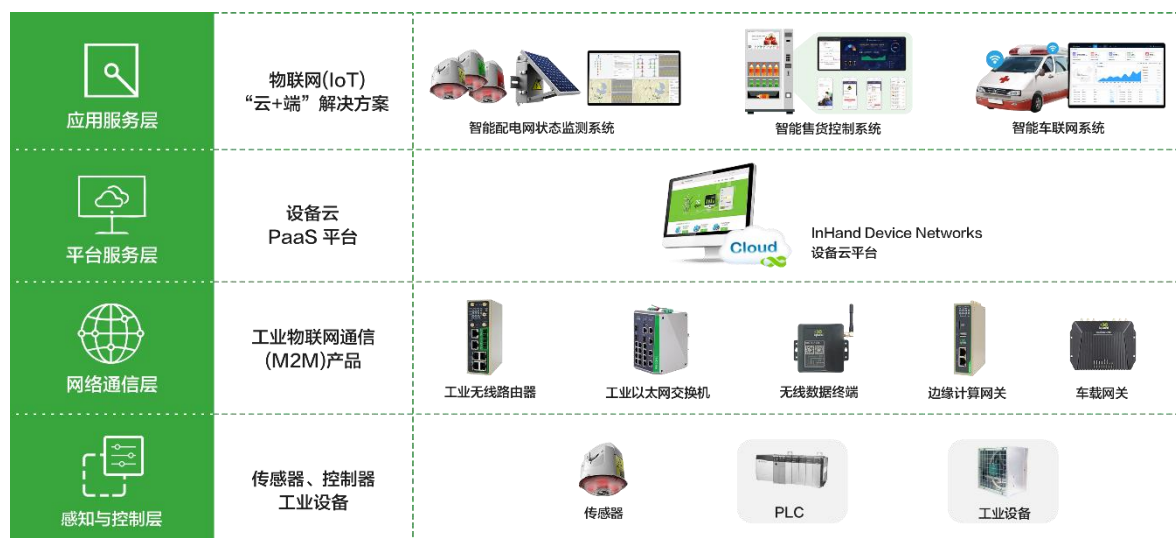 应用服务层
物联网(IoT)
“云+端”解决方案
智能配电网状态监测系统
智能售货控制系统
智能车联网系统
平台服务层
设备云
PaaS 平台
Cloud
InHand Device Networks
设备云平台
网络通信层
工业物联网通信
(M2M)产品
工业无线路由器
工业以太网交换机
无线数据终端
边缘计算网关
车载网关
感知与控制层
传感器、控制器
工业设备
传感器
PLC
工业设备